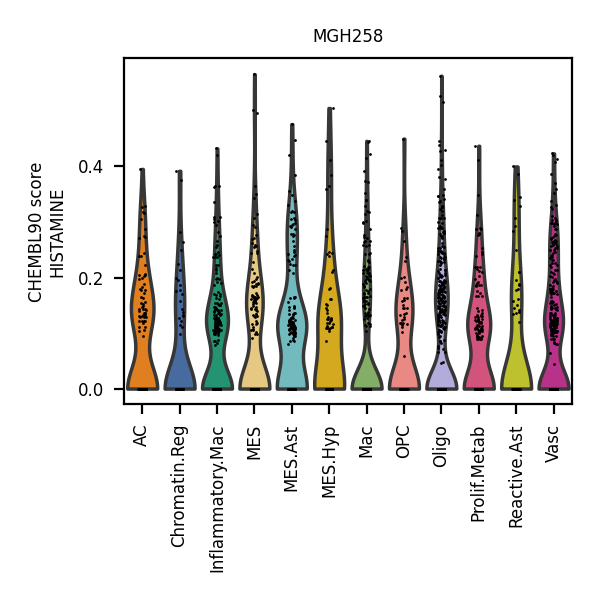 MGH258
CHEMBL90 score
HISTAMINE
0.4
0.2
0.0
AC
Chromatin.Reg
Inflammatory.Mac
MES
MES.Ast
MES.Hyp
Mac
OPC
Oligo
Prolif.Metab
Reactive.Ast
Vasc